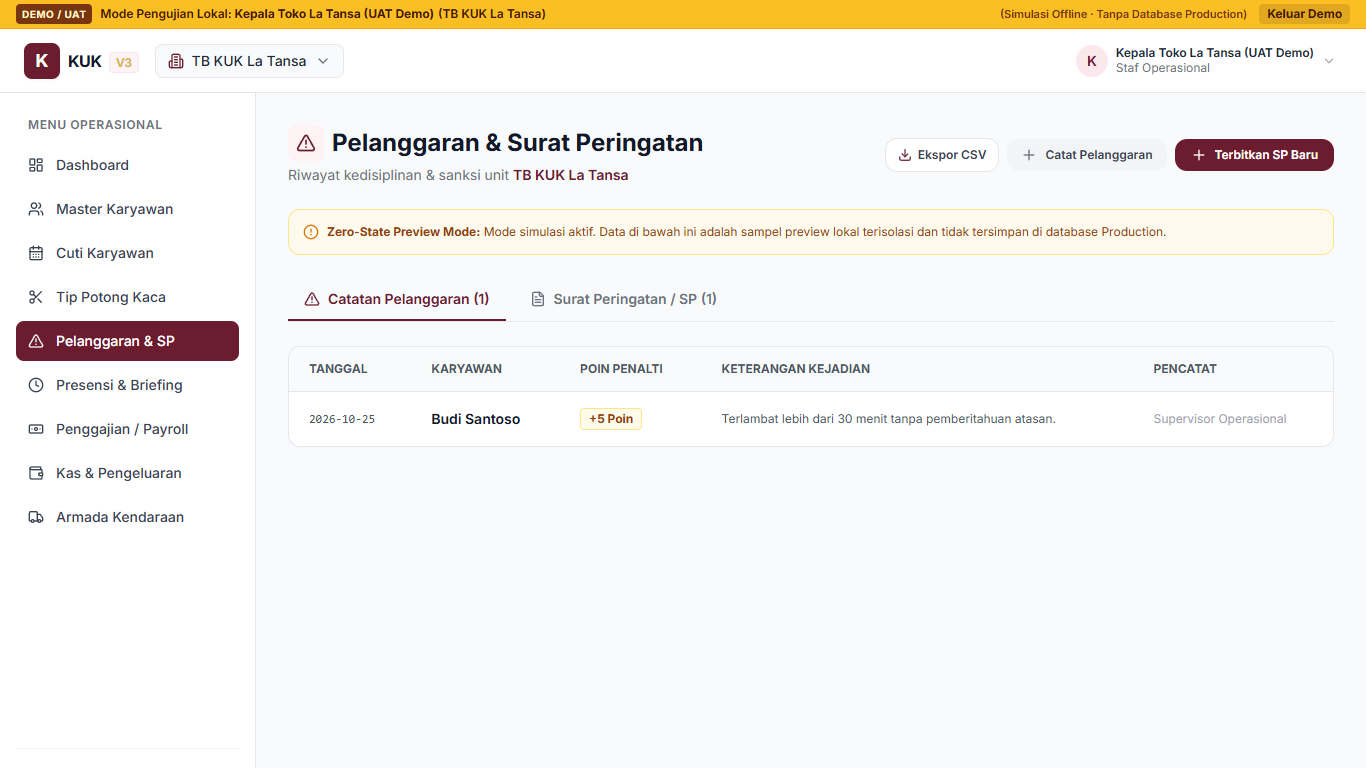 DEMO / UAT Mode Pengujian Lokal: Kepala Toko La Tansa (UAT Demo) (TB KUK La Tansa) (Simulasi Offline · Tanpa Database Production) Keluar Demo
K KUK V3 TB KUK La Tansa
K Kepala Toko La Tansa (UAT Demo)
Staf Operasional
MENU OPERASIONAL
Dashboard
Master Karyawan
Cuti Karyawan
Tip Potong Kaca
Pelanggaran & SP
Presensi & Briefing
Penggajian / Payroll
Kas & Pengeluaran
Armada Kendaraan
Pelanggaran & Surat Peringatan
Riwayat kedisiplinan & sanksi unit TB KUK La Tansa
Ekspor CSV
Catat Pelanggaran
Terbitkan SP Baru
Zero-State Preview Mode: Mode simulasi aktif. Data di bawah ini adalah sampel preview lokal terisolasi dan tidak tersimpan di database Production.
Catatan Pelanggaran (1) Surat Peringatan / SP (1)
TANGGAL KARYAWAN POIN PENALTI KETERANGAN KEJADIAN PENCATAT
2026-10-25 Budi Santoso +5 Poin Terlambat lebih dari 30 menit tanpa pemberitahuan atasan. Supervisor Operasional